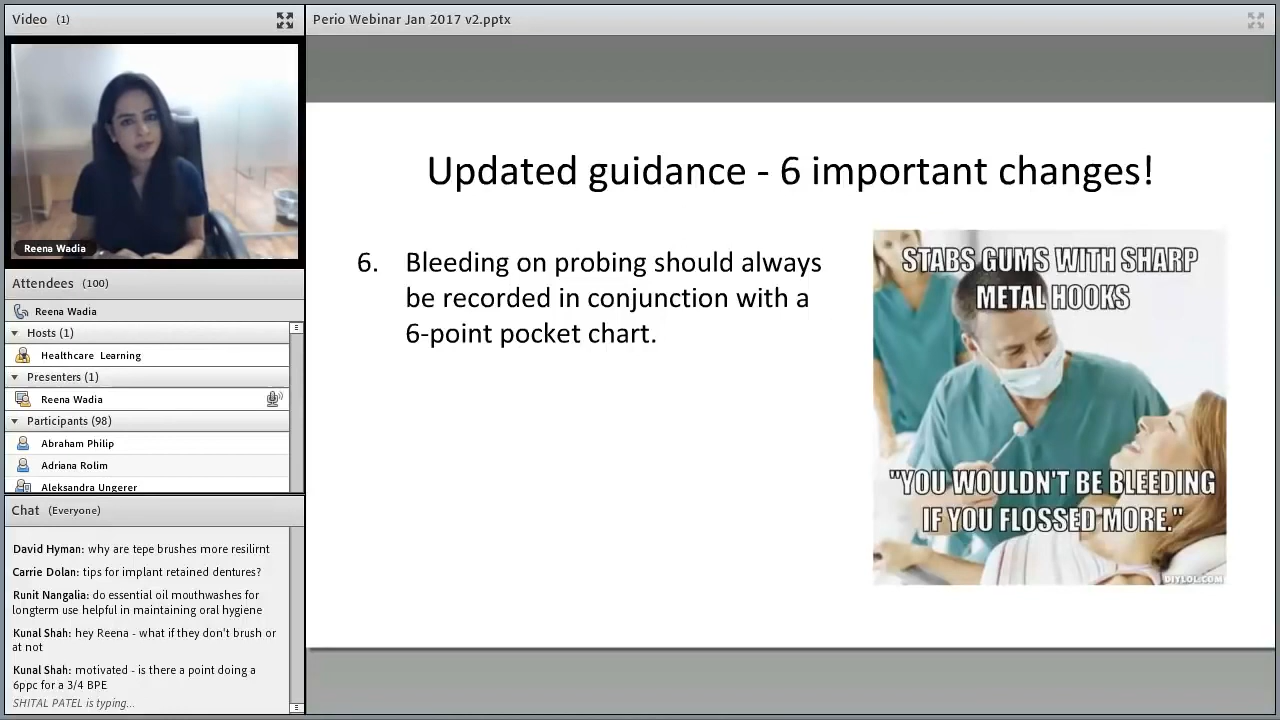 Video (1)
Reena Wadia
Attendees (100)
Reena Wadia
Hosts (1)
Healthcare Learning
Presenters (1)
Reena Wadia
Participants (98)
Abraham Philip
Adriana Rolim
Aleksandra Ungerer
Chat (Everyone)
David Hyman: why are tepe brushes more resilirnt
Carrie Dolan: tips for implant retained dentures?
Runit Nangalia: do essential oil mouthwashes for
longterm use helpful in maintaining oral hygiene
Kunal Shah: hey Reena - what if they don't brush or
at not
Kunal Shah: motivated - is there a point doing a
6ppc for a 3/4 BPE
SHITAL PATEL is typing...
Perio Webinar Jan 2017 v2.pptx
Updated guidance - 6 important changes!
6. Bleeding on probing should always
be recorded in conjunction with a
6-point pocket chart.
STABS GUMS WITH SHARP
METAL HOOKS
"YOU WOULDN'T BE BLEEDING
IF YOU FLOSSED MORE."
DIYLOL.COM